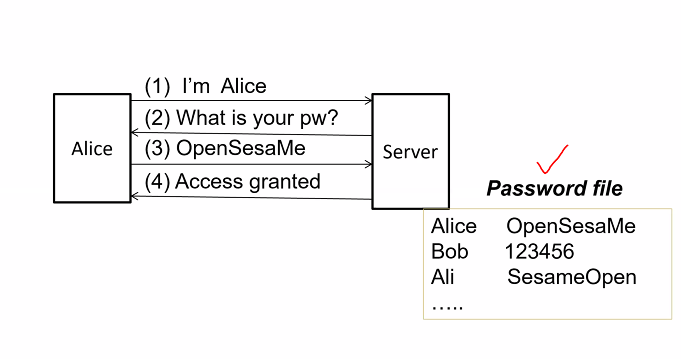 (1) I'm Alice
(2) What is your pw?
Alice
(3) OpenSesaMe
Server
(4) Access granted
Password file
Alice OpenSesaMe
Bob 123456
Ali SesameOpen
…..